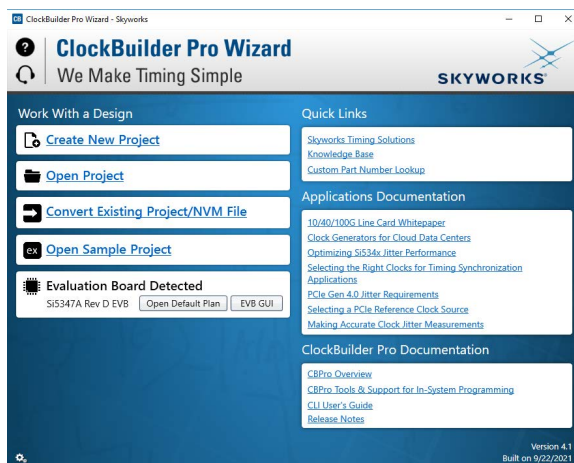 CB ClockBuilder Pro Wizard - Skyworks
?
ClockBuilder Pro Wizard
We Make Timing Simple
SKYWORKS®
Work With a Design
Create New Project
Open Project
Convert Existing Project/NVM File
ex Open Sample Project
Evaluation Board Detected
Si5347A Rev D EVB Open Default Plan EVB GUI
Quick Links
Skyworks Timing Solutions
Knowledge Base
Custom Part Number Lookup
Applications Documentation
10/40/100G Line Card Whitepaper
Clock Generators for Cloud Data Centers
Optimizing Si534x Jitter Performance
Selecting the Right Clocks for Timing Synchronization
Applications
PCIe Gen 4.0 Jitter Requirements
Selecting a PCIe Reference Clock Source
Making Accurate Clock Jitter Measurements
ClockBuilder Pro Documentation
CBPro Overview
CBPro Tools & Support for In-System Programming
CLI User's Guide
Release Notes
Version 4.1
Built on 9/22/2021